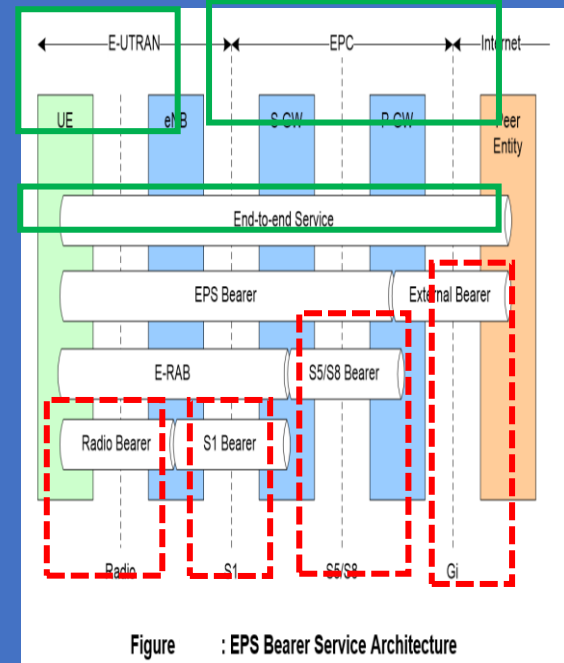 E-UTRAN EPC Internet
UE eNB S-GW P-GW Peer
Entity
End-to-end Service
EPS Bearer External Bearer
E-RAB S5/S8 Bearer
Radio Bearer S1 Bearer
Radio S1 S5/S8 Gi
Figure : EPS Bearer Service Architecture